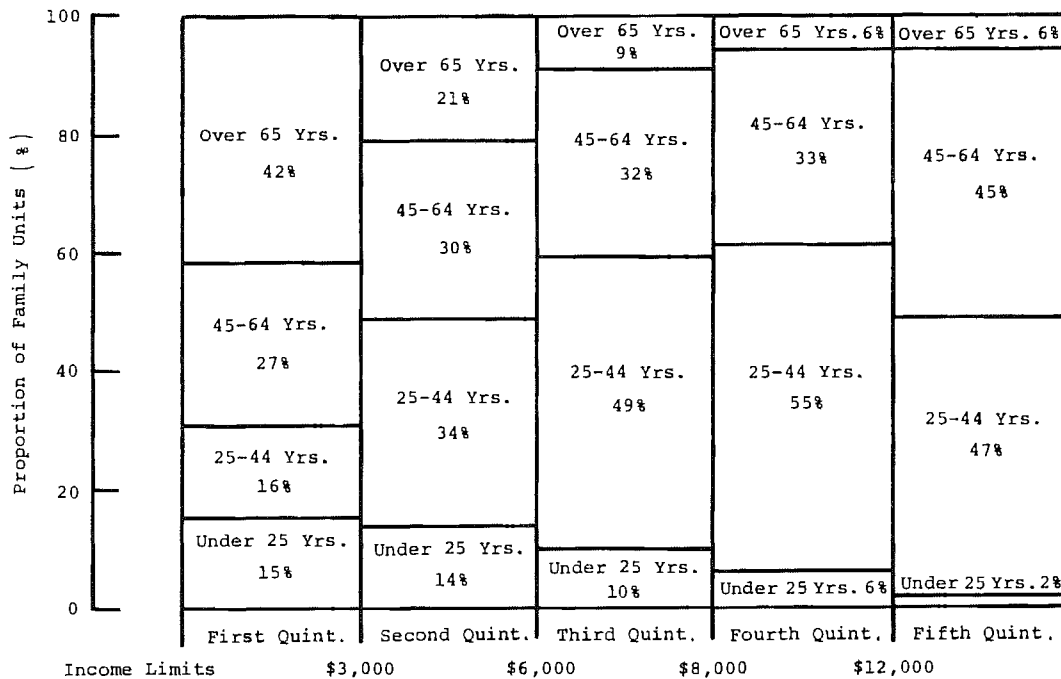 Proportion of Family Units (%)
100
80
60
40
20
0
Over 65 Yrs.
42%
45-64 Yrs.
27%
25-44 Yrs.
16%
Under 25 Yrs.
15%
Over 65 Yrs.
21%
45-64 Yrs.
30%
25-44 Yrs.
34%
Under 25 Yrs.
14%
Over 65 Yrs.
9%
45-64 Yrs.
32%
25-44 Yrs.
49%
Under 25 Yrs.
10%
Over 65 Yrs.6%
45-64 Yrs.
33%
25-44 Yrs.
55%
Under 25 Yrs.6%
Over 65 Yrs.6%
45-64 Yrs.
45%
25-44 Yrs.
47%
Under 25 Yrs.2%
First Quint. Second Quint. Third Quint. Fourth Quint. Fifth Quint.
Income Limits $3,000 $6,000 $8,000 $12,000